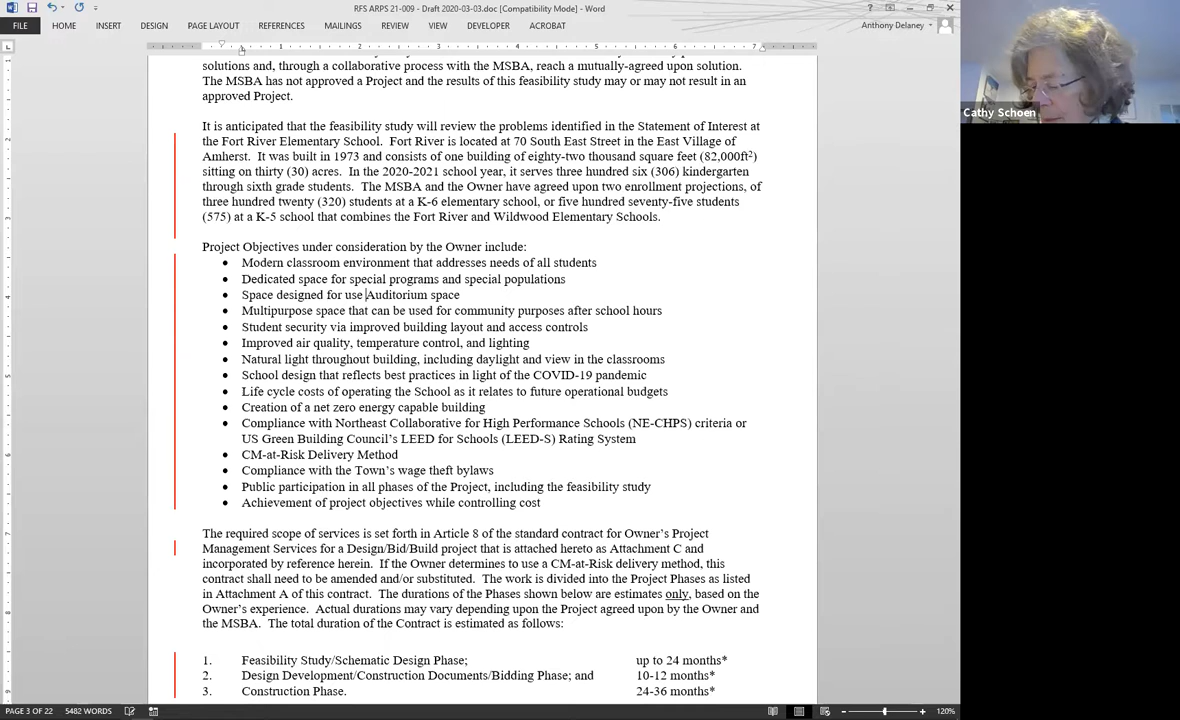 RFS ARPS 21-009 - Draft 2020-03-03.doc [Compatibility Mode] - Word
FILE HOME INSERT DESIGN PAGE LAYOUT REFERENCES MAILINGS REVIEW VIEW DEVELOPER ACROBAT Anthony Delaney
solutions and, through a collaborative process with the MSBA, reach a mutually-agreed upon solution.
The MSBA has not approved a Project and the results of this feasibility study may or may not result in an
approved Project.
It is anticipated that the feasibility study will review the problems identified in the Statement of Interest at
the Fort River Elementary School. Fort River is located at 70 South East Street in the East Village of
Amherst. It was built in 1973 and consists of one building of eighty-two thousand square feet (82,000ft²)
sitting on thirty (30) acres. In the 2020-2021 school year, it serves three hundred six (306) kindergarten
through sixth grade students. The MSBA and the Owner have agreed upon two enrollment projections, of
three hundred twenty (320) students at a K-6 elementary school, or five hundred seventy-five students
(575) at a K-5 school that combines the Fort River and Wildwood Elementary Schools.
Project Objectives under consideration by the Owner include:
• Modern classroom environment that addresses needs of all students
• Dedicated space for special programs and special populations
• Space designed for use Auditorium space
• Multipurpose space that can be used for community purposes after school hours
• Student security via improved building layout and access controls
• Improved air quality, temperature control, and lighting
• Natural light throughout building, including daylight and view in the classrooms
• School design that reflects best practices in light of the COVID-19 pandemic
• Life cycle costs of operating the School as it relates to future operational budgets
• Creation of a net zero energy capable building
• Compliance with Northeast Collaborative for High Performance Schools (NE-CHPS) criteria or
US Green Building Council's LEED for Schools (LEED-S) Rating System
• CM-at-Risk Delivery Method
• Compliance with the Town's wage theft bylaws
• Public participation in all phases of the Project, including the feasibility study
• Achievement of project objectives while controlling cost
The required scope of services is set forth in Article 8 of the standard contract for Owner's Project
Management Services for a Design/Bid/Build project that is attached hereto as Attachment C and
incorporated by reference herein. If the Owner determines to use a CM-at-Risk delivery method, this
contract shall need to be amended and/or substituted. The work is divided into the Project Phases as listed
in Attachment A of this contract. The durations of the Phases shown below are estimates only, based on the
Owner's experience. Actual durations may vary depending upon the Project agreed upon by the Owner and
the MSBA. The total duration of the Contract is estimated as follows:
1. Feasibility Study/Schematic Design Phase; up to 24 months*
2. Design Development/Construction Documents/Bidding Phase; and 10-12 months*
3. Construction Phase. 24-36 months*
PAGE 3 OF 22 5482 WORDS 120%
Cathy Schoen